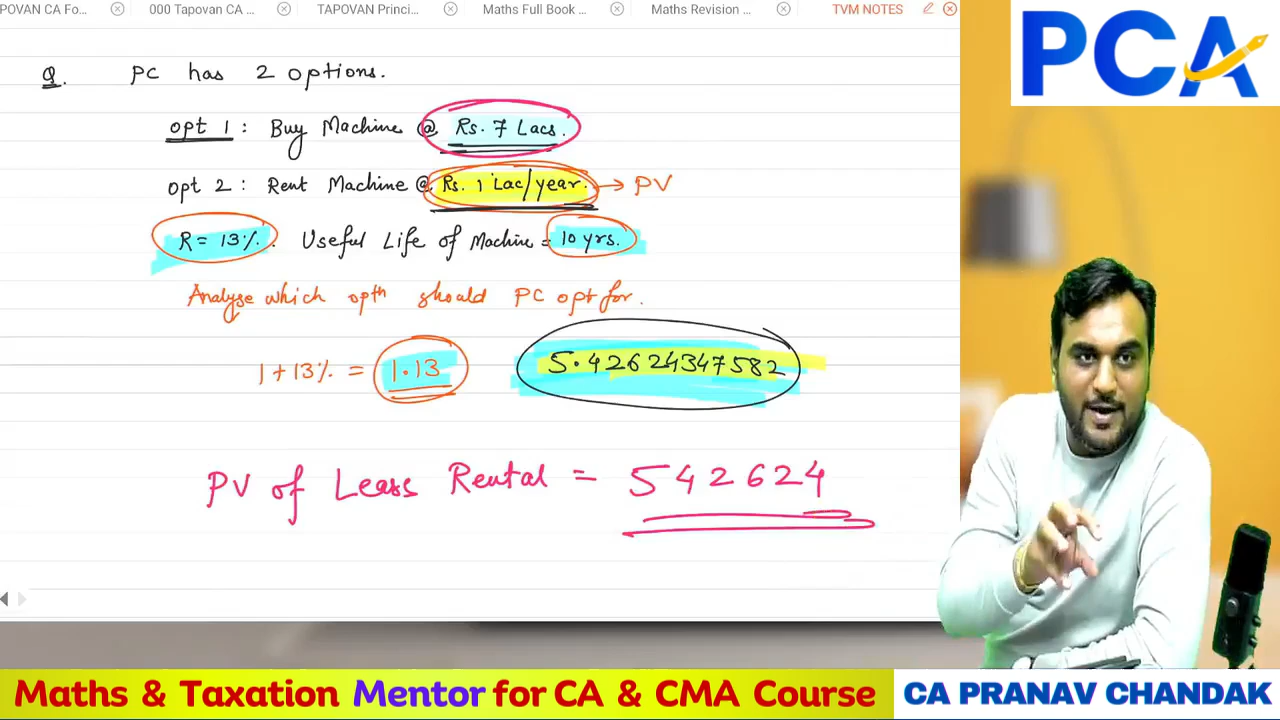 POVAN CA Fo...
000 Tapovan CA ...
TAPOVAN Princi...
Maths Full Book ...
Maths Revision ...
TVM NOTES
PCA
Q. PC has 2 options.
opt 1 : Buy Machine @ Rs. 7 Lacs.
opt 2 : Rent Machine @ Rs. 1 Lac/year. → PV
R = 13%. Useful Life of Machine = 10 yrs.
Analyse which optn should PC opt for.
1 + 13% = 1.13
5.42624347582
PV of Leass Rental = 542624
Maths & Taxation Mentor for CA & CMA Course
CA PRANAV CHANDAK